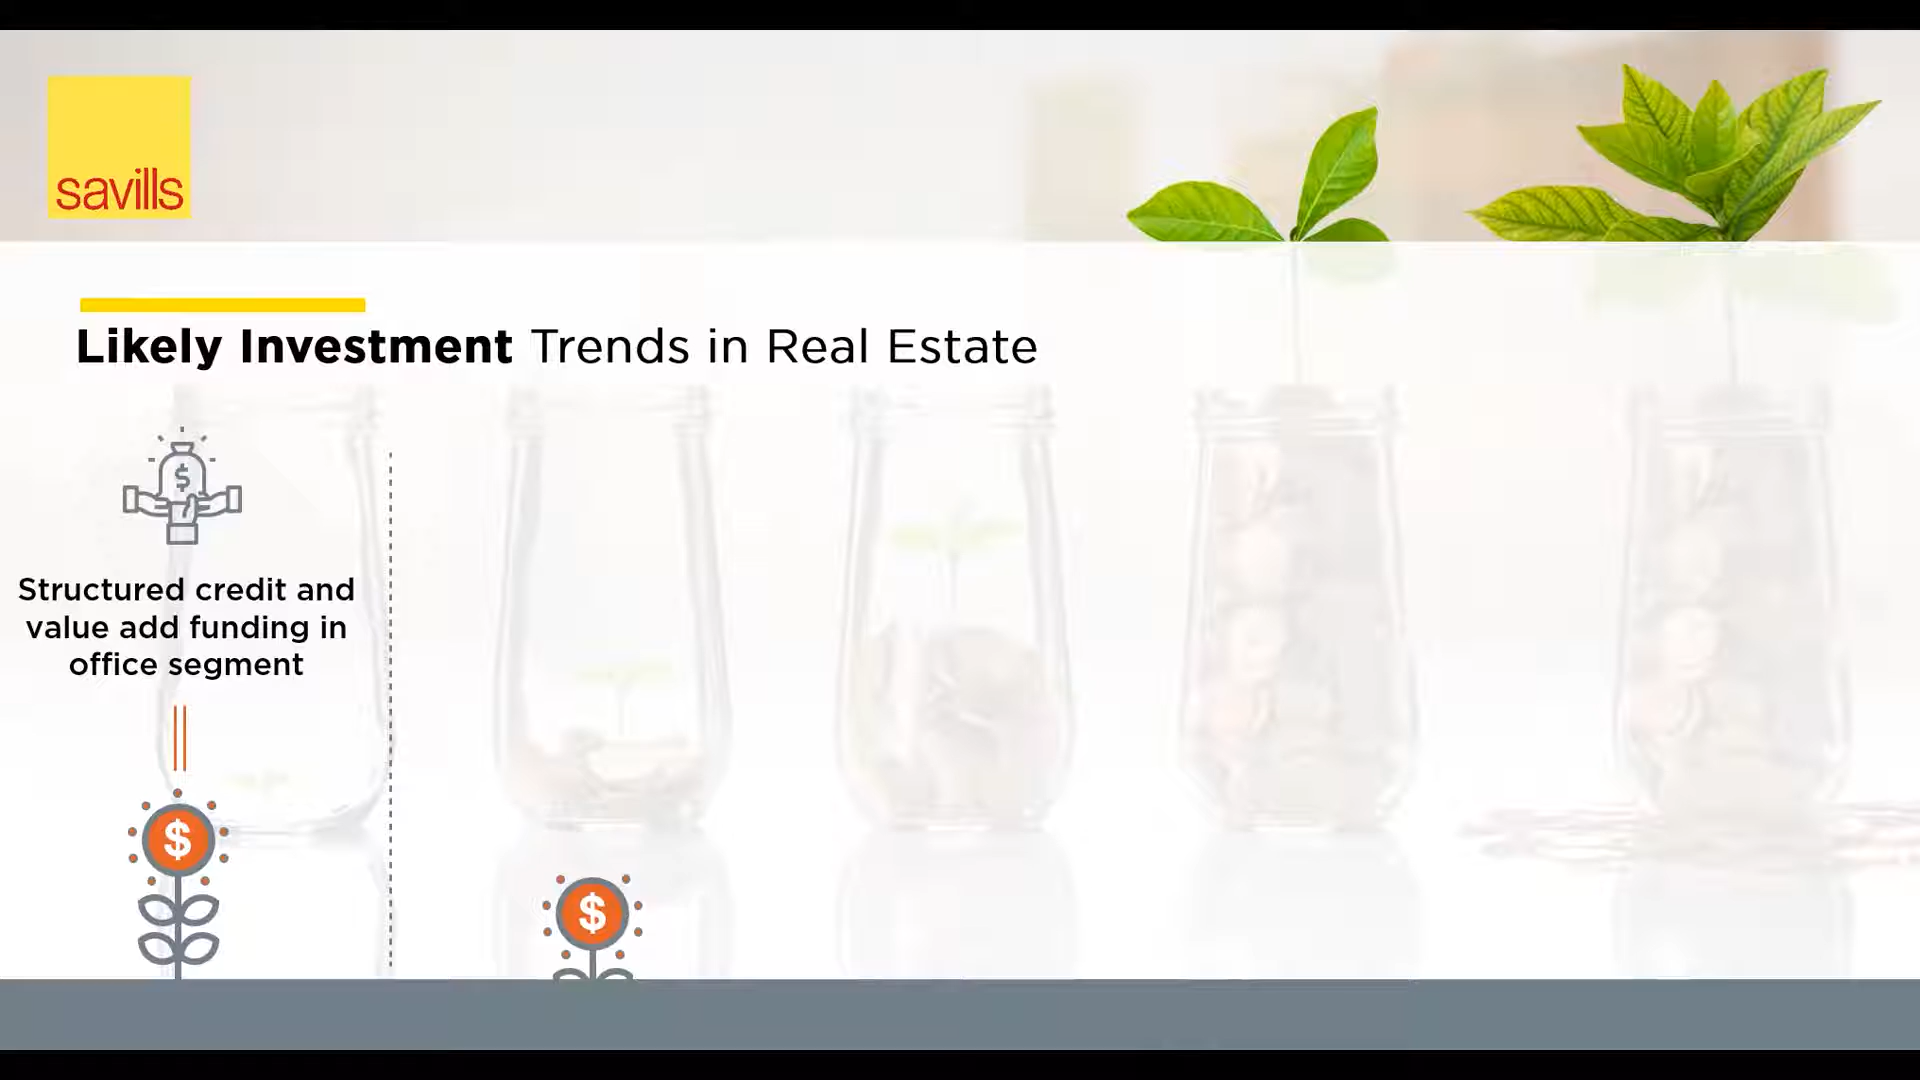 savills
Likely Investment Trends in Real Estate
$
Structured credit and
value add funding in
office segment
$
$